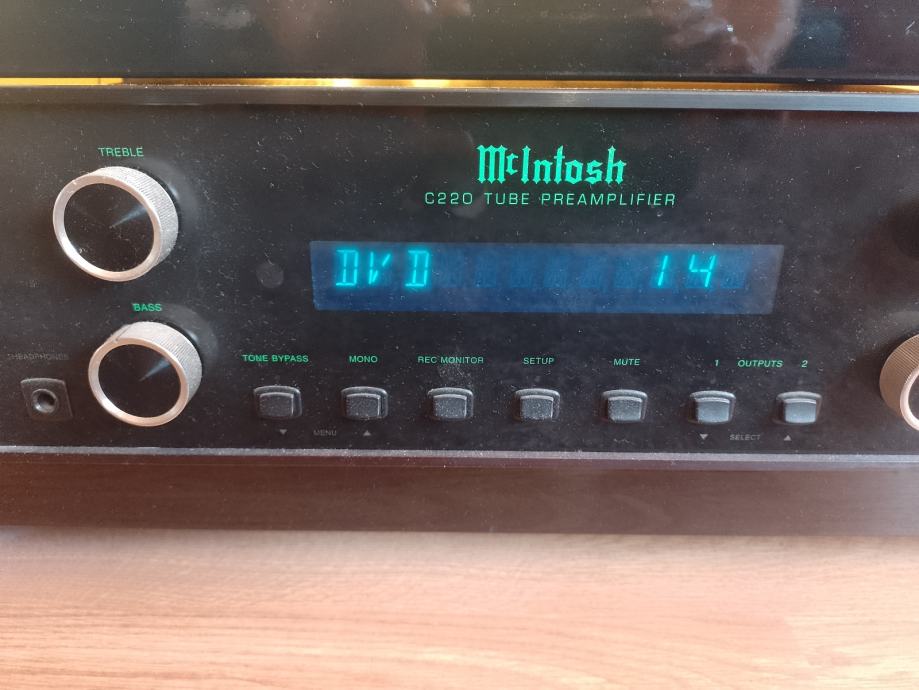 TREBLE
McIntosh
C220 TUBE PREAMPLIFIER
DVD 14
BASS
HEADPHONES
TONE BYPASS MONO REC MONITOR SETUP MUTE 1 OUTPUTS 2
▼ MENU ▲ ▼ SELECT ▲